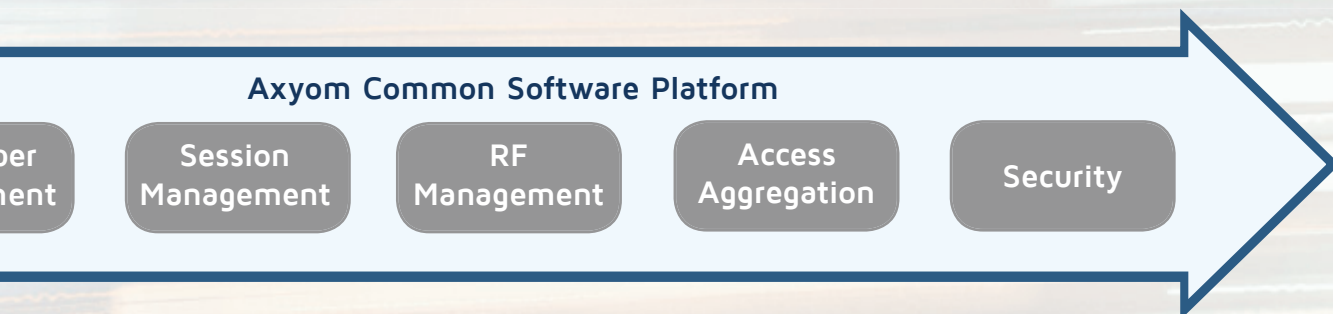 Axyom Common Software Platform
Session
Management
RF
Management
Access
Aggregation
Security